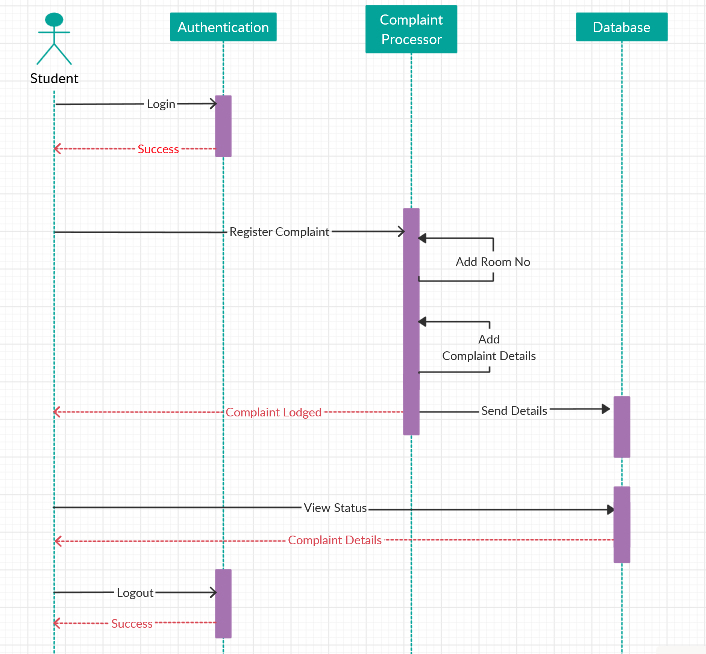 Authentication
Complaint
Processor
Database
Student
Login
Success
Register Complaint
Add Room No
Add
Complaint Details
Complaint Lodged
Send Details
View Status
Complaint Details
Logout
Success